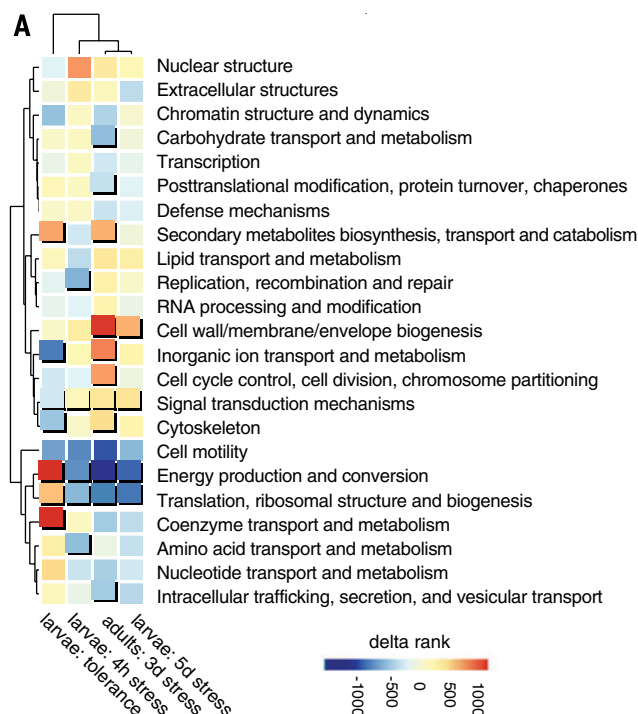 A
Nuclear structure
Extracellular structures
Chromatin structure and dynamics
Carbohydrate transport and metabolism
Transcription
Posttranslational modification, protein turnover, chaperones
Defense mechanisms
Secondary metabolites biosynthesis, transport and catabolism
Lipid transport and metabolism
Replication, recombination and repair
RNA processing and modification
Cell wall/membrane/envelope biogenesis
Inorganic ion transport and metabolism
Cell cycle control, cell division, chromosome partitioning
Signal transduction mechanisms
Cytoskeleton
Cell motility
Energy production and conversion
Translation, ribosomal structure and biogenesis
Coenzyme transport and metabolism
Amino acid transport and metabolism
Nucleotide transport and metabolism
Intracellular trafficking, secretion, and vesicular transport
larvae: tolerance
larvae: 4h stress
adults: 3d stress
larvae: 5d stress
delta rank
-1000
-500
0
500
1000